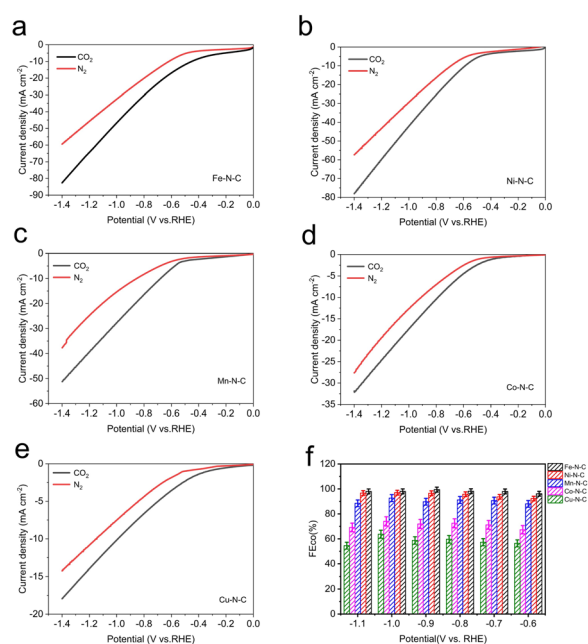 a
0
-10
-20
-30
-40
-50
-60
-70
-80
-90
Current density (mA cm-2)
CO2
N2
Fe-N-C
-1.4 -1.2 -1.0 -0.8 -0.6 -0.4 -0.2 0.0
Potential (V vs.RHE)
b
0
-10
-20
-30
-40
-50
-60
-70
-80
Current density (mA cm-2)
CO2
N2
Ni-N-C
-1.4 -1.2 -1.0 -0.8 -0.6 -0.4 -0.2 0.0
Potential (V vs.RHE)
c
0
-10
-20
-30
-40
-50
-60
Current density (mA cm-2)
CO2
N2
Mn-N-C
-1.4 -1.2 -1.0 -0.8 -0.6 -0.4 -0.2 0.0
Potential (V vs.RHE)
d
0
-5
-10
-15
-20
-25
-30
-35
Current density (mA cm-2)
CO2
N2
Co-N-C
-1.4 -1.2 -1.0 -0.8 -0.6 -0.4 -0.2 0.0
Potential (V vs.RHE)
e
0
-5
-10
-15
-20
Current density (mA cm-2)
CO2
N2
Cu-N-C
-1.4 -1.2 -1.0 -0.8 -0.6 -0.4 -0.2 0.0
Potential (V vs.RHE)
f
120
100
80
60
40
20
0
FEco(%)
Fe-N-C
Ni-N-C
Mn-N-C
Co-N-C
Cu-N-C
-1.1 -1.0 -0.9 -0.8 -0.7 -0.6
Potential(V vs. RHE)